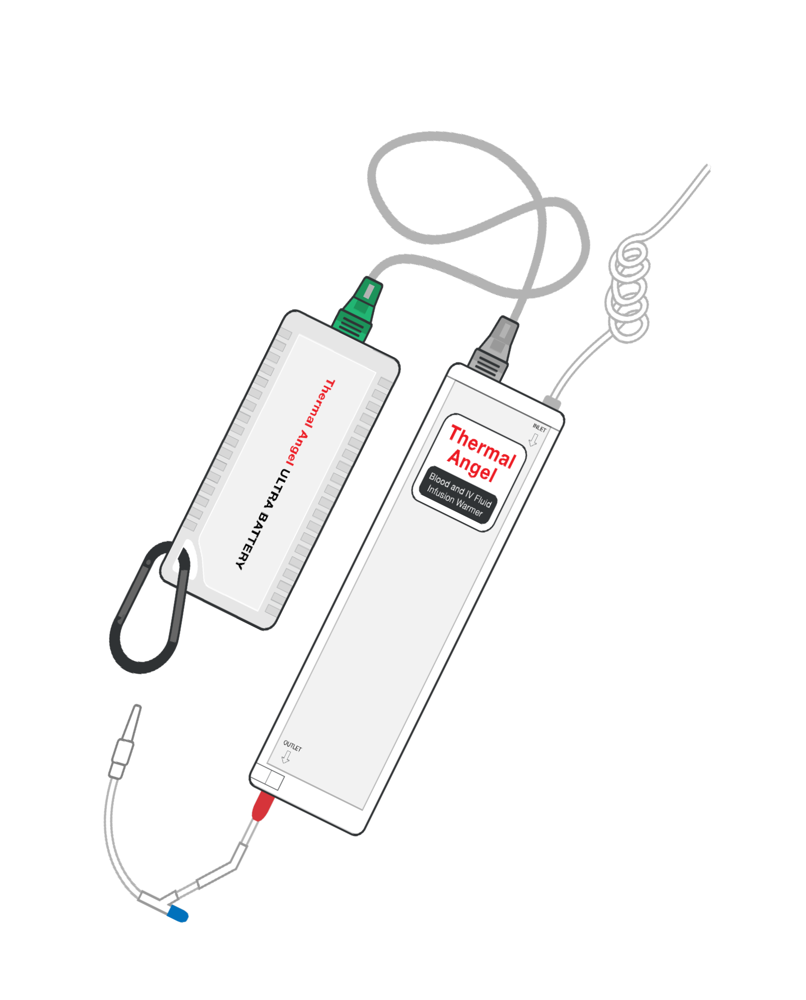 Thermal Angel ULTRA BATTERY
INLET
Thermal
Angel
Blood and IV Fluid
Infusion Warmer
OUTLET